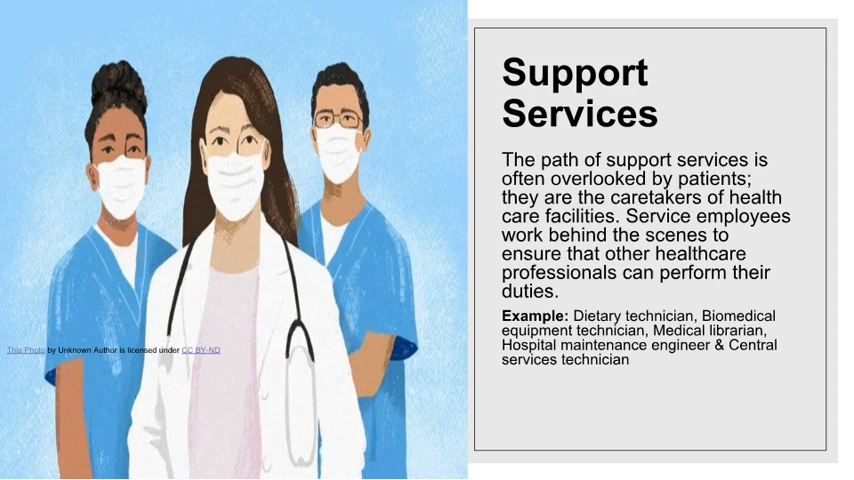 Support
Services
The path of support services is
often overlooked by patients;
they are the caretakers of health
care facilities. Service employees
work behind the scenes to
ensure that other healthcare
professionals can perform their
duties.
Example: Dietary technician, Biomedical
equipment technician, Medical librarian,
Hospital maintenance engineer & Central
services technician
This Photo by Unknown Author is licensed under CC BY-ND